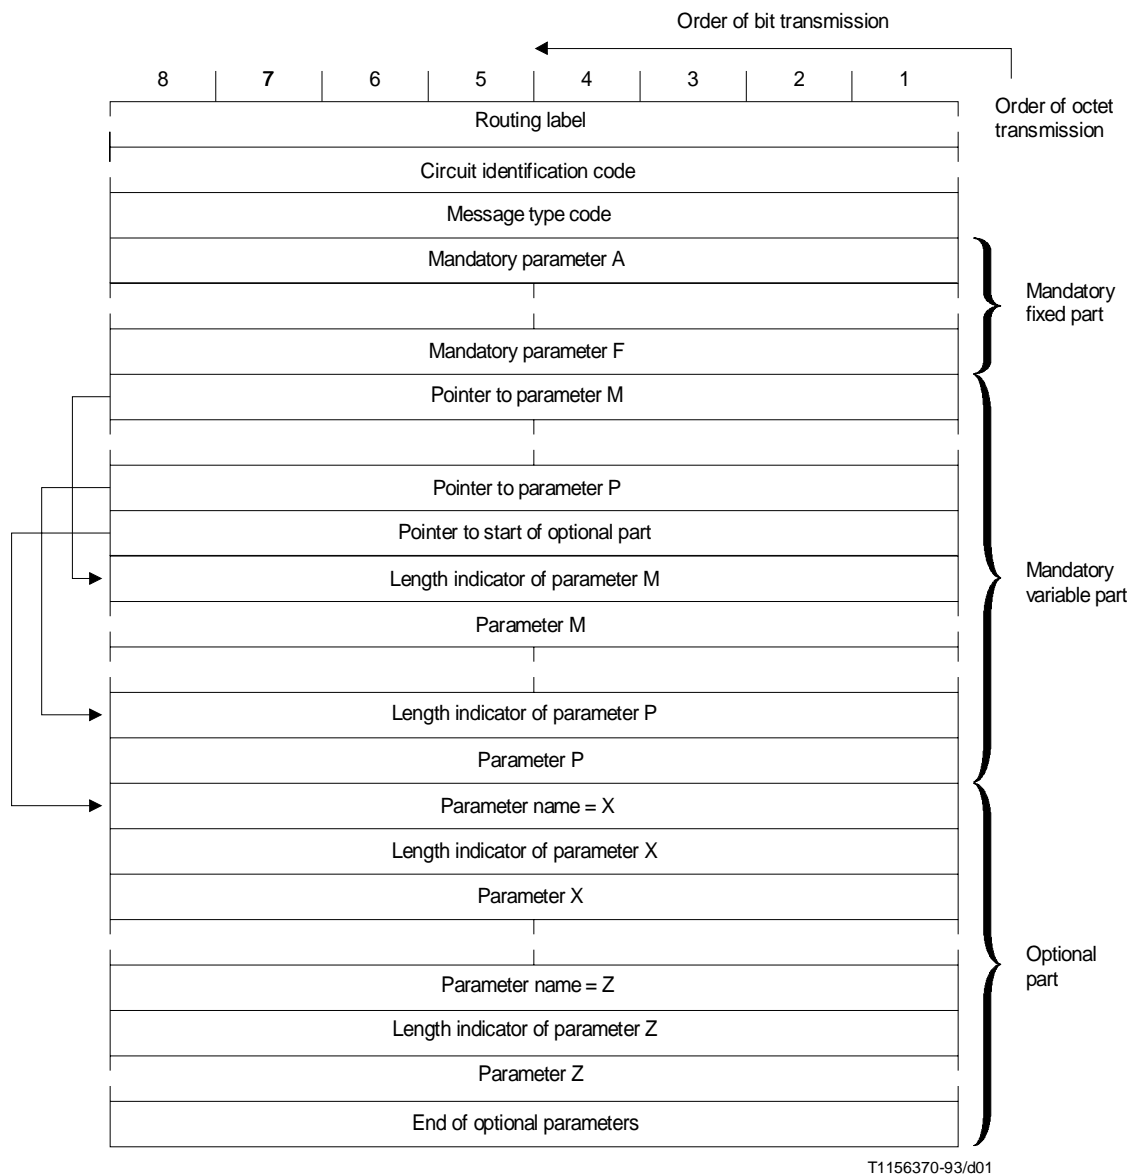 Order of bit transmission
8 7 6 5 4 3 2 1
Order of octet
transmission
Routing label
Circuit identification code
Message type code
Mandatory parameter A
Mandatory
fixed part
Mandatory parameter F
Pointer to parameter M
Pointer to parameter P
Pointer to start of optional part
Length indicator of parameter M
Mandatory
variable part
Parameter M
Length indicator of parameter P
Parameter P
Parameter name = X
Length indicator of parameter X
Parameter X
Optional
part
Parameter name = Z
Length indicator of parameter Z
Parameter Z
End of optional parameters
T1156370-93/d01